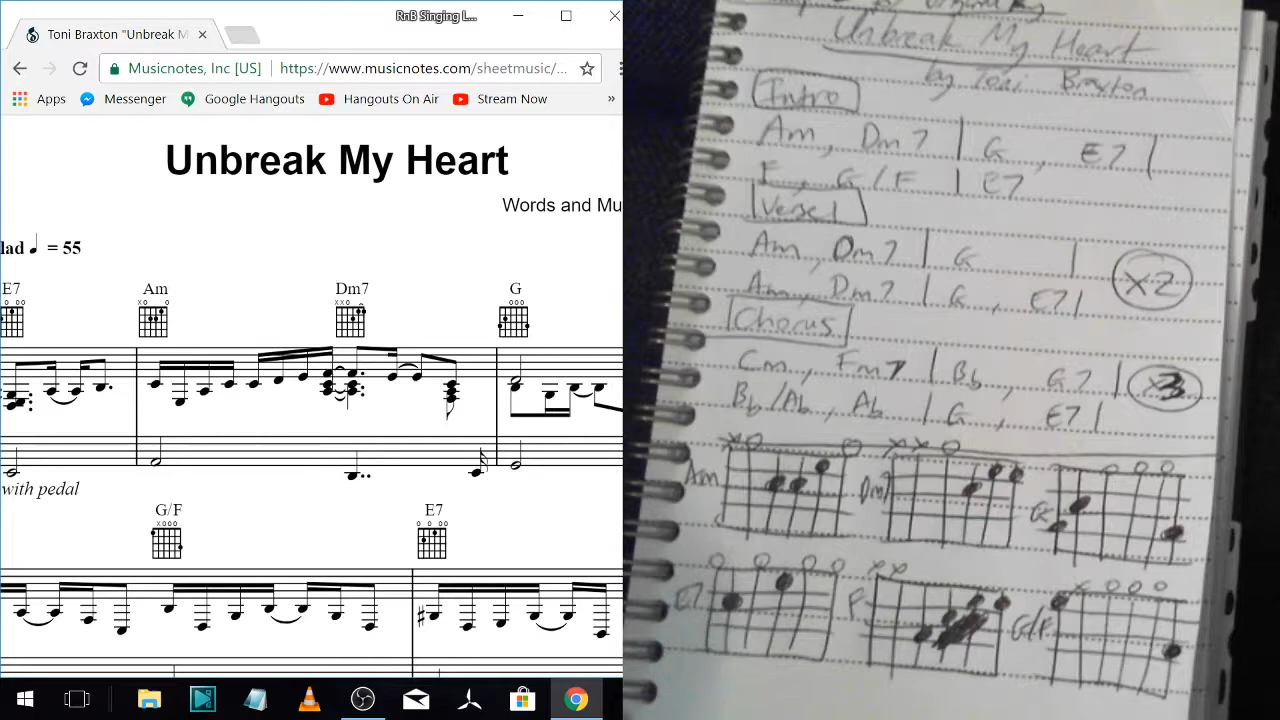 RnB Singing L...
Toni Braxton "Unbreak M
Musicnotes, Inc [US] https://www.musicnotes.com/sheetmusic/...
Apps Messenger Google Hangouts Hangouts On Air Stream Now »
Unbreak My Heart
Words and Mu
lad = 55
E7 Am Dm7 G
with pedal
G/F E7
Original Key
Unbreak My Heart
by Toni Braxton
Intro
Am, Dm7 | G , E7 |
F , G/F | E7
Verse 1
Am, Dm7 | G |
Am, Dm7 | G , E7 |
x2
Chorus
Cm, Fm7 | Bb , G7 |
x3
Bb/Ab, Ab | G , E7 |
Am Dm7 G
E7 F G/F